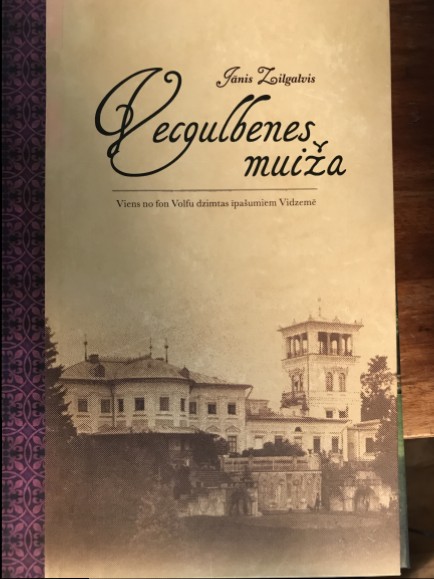 Jānis Zilgalvis
Vecgulbenes
muiža
Viens no fon Volfu dzimtas īpašumiem Vidzemē